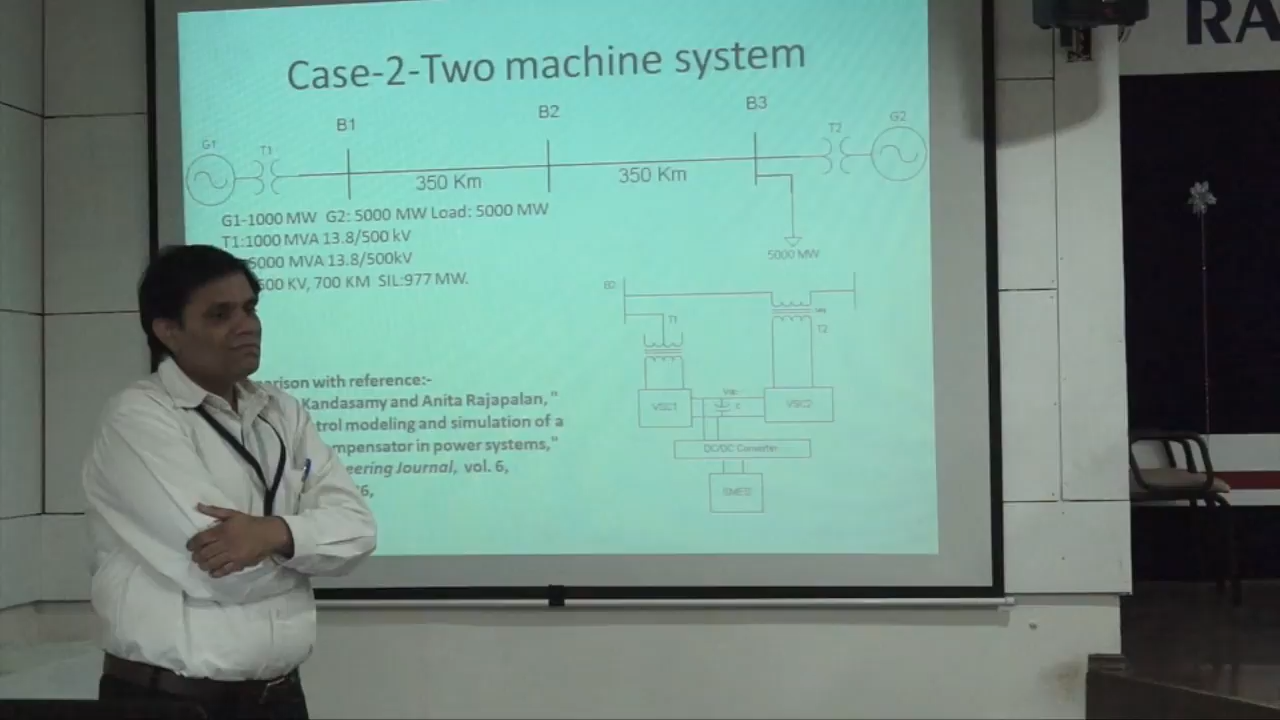 RA
Case-2-Two machine system
B1
B2
B3
G1
T1
T2
G2
350 Km
350 Km
G1-1000 MW G2: 5000 MW Load: 5000 MW
T1:1000 MVA 13.8/500 kV
5000 MVA 13.8/500kV
500 KV, 700 KM SIL:977 MW.
5000 MW
T1
T2
arison with reference:-
Kandasamy and Anita Rajapalan,"
trol modeling and simulation of a
mpensator in power systems,"
eering Journal, vol. 6,
6,
VSC1
VSC2
C
DC/DC Converter
SMES